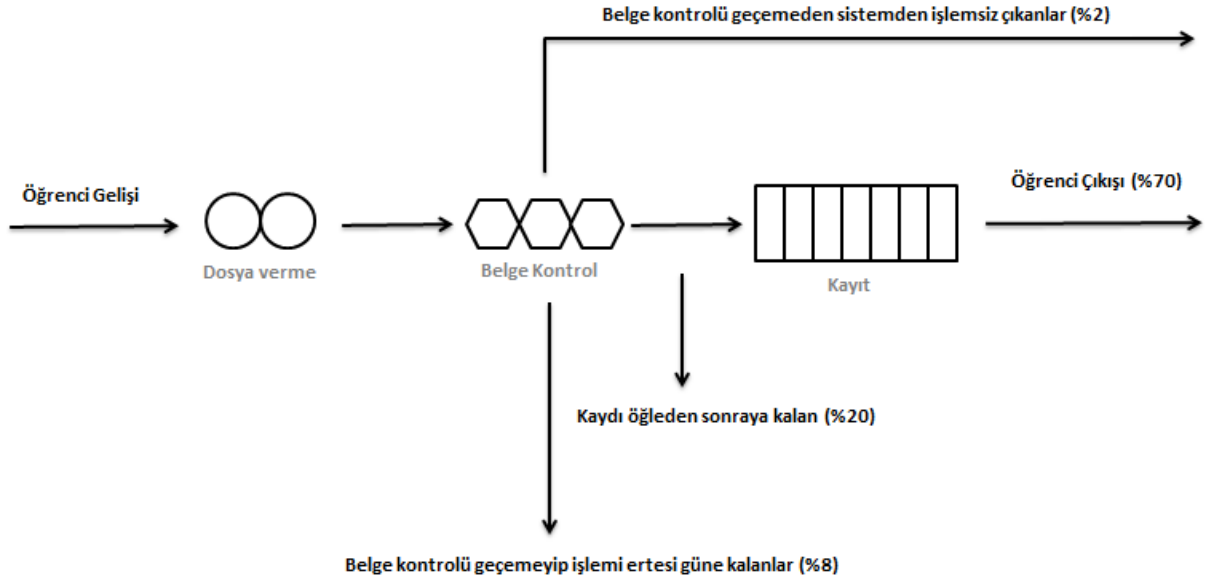 Belge kontrolü geçemeden sistemden işlemsiz çıkanlar (%2)
Öğrenci Gelişi
Öğrenci Çıkışı (%70)
Dosya verme
Belge Kontrol
Kayıt
Kaydı öğleden sonraya kalan (%20)
Belge kontrolü geçemeyip işlemi ertesi güne kalanlar (%8)